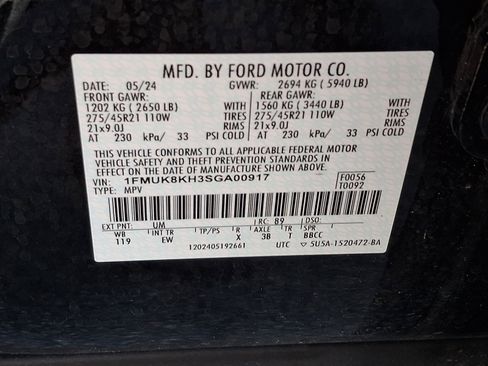 MFD. BY FORD MOTOR CO.
DATE: 05/24 GVWR: 2694 KG ( 5940 LB)
FRONT GAWR: REAR GAWR:
1202 KG ( 2650 LB) WITH 1560 KG ( 3440 LB) WITH
275/45R21 110W TIRES 275/45R21 110W TIRES
21x9.0J RIMS 21x9.0J RIMS
AT 230 kPa/ 33 PSI COLD AT 230 kPa/ 33 PSI COLD
THIS VEHICLE CONFORMS TO ALL APPLICABLE FEDERAL MOTOR
VEHICLE SAFETY AND THEFT PREVENTION STANDARDS IN EFFECT ON
THE DATE OF MANUFACTURE SHOWN ABOVE.
VIN: 1FMUK8KH3SGA00917 F0056
TYPE: MPV T0092
EXT PNT: UM RC: 89 DSO:
WB INT TR TP/PS R AXLE TR SPR
119 EW X 3B T BBCC
1202405192661 UTC 5U5A-1520472-BA